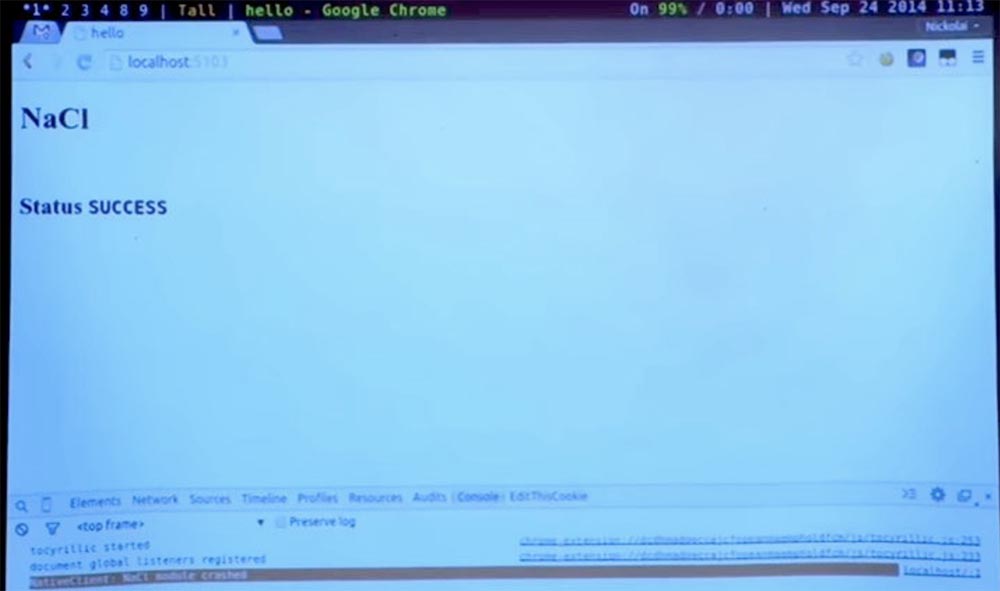 *1* 2 3 4 8 9 | Tall | hello - Google Chrome On 99% / 0:00 | Wed Sep 24 2014 11:13
hello × Nickolai
localhost:5103
NaCl
Status SUCCESS
Elements Network Sources Timeline Profiles Resources Audits Console EditThisCookie
<top frame> ▼ Preserve log
tocyrillic started
document global listeners registered
NativeClient: NaCl module crashed localhost/:1